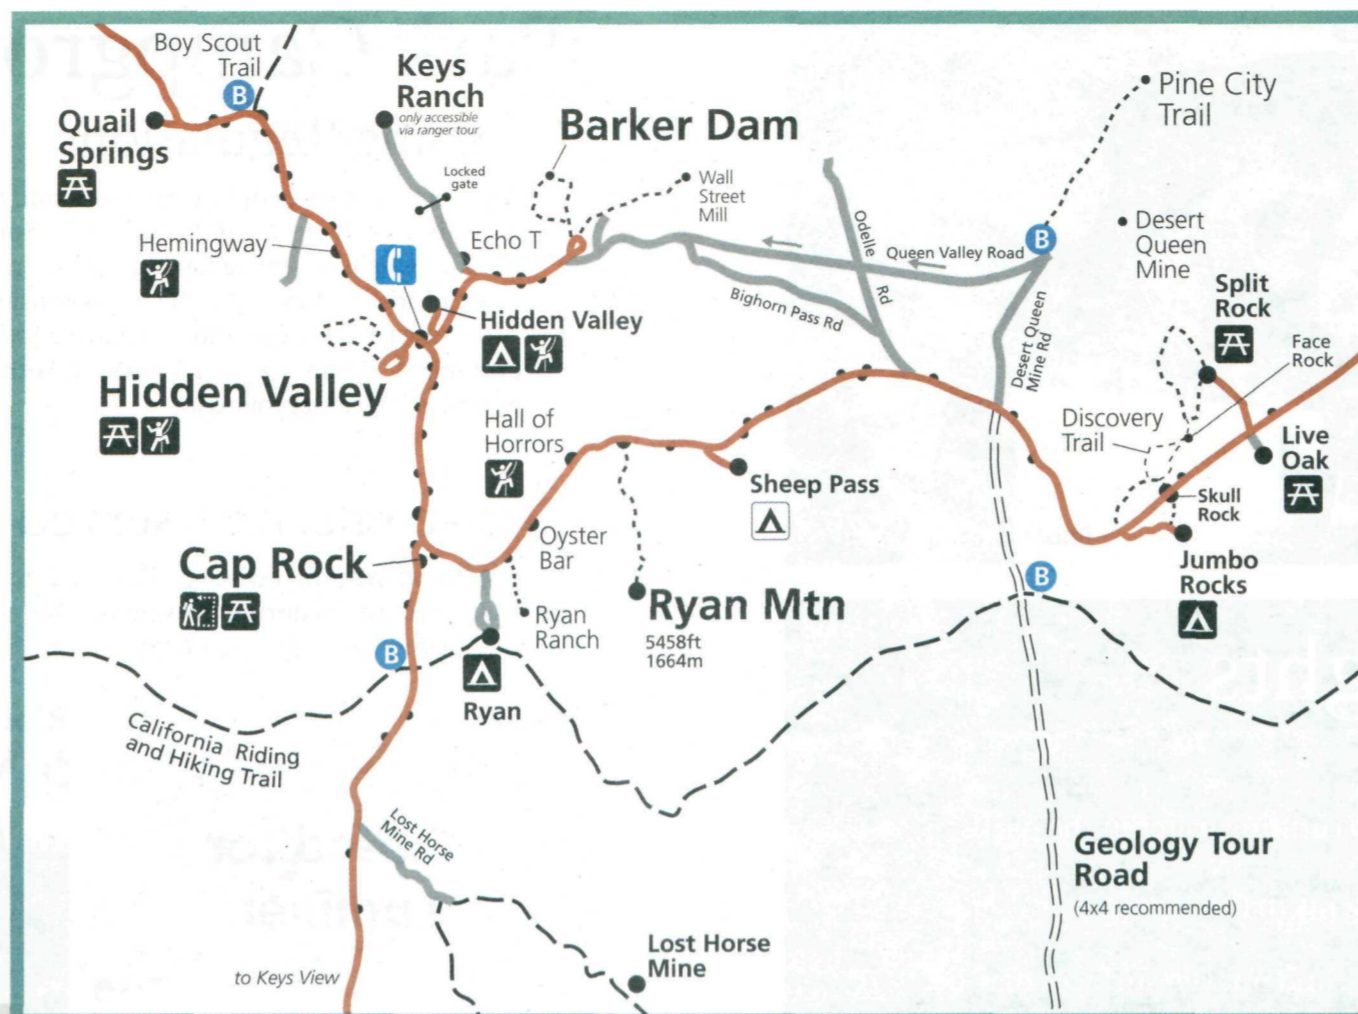 Boy Scout
Trail
B
Quail
Springs
Keys
Ranch
only accessible
via ranger tour
Locked
gate
Barker Dam
Wall
Street
Mill
Pine City
Trail
Desert
Queen
Mine
B
Queen Valley Road
Odelle
Rd
Bighorn Pass Rd
Desert Queen
Mine Rd
Echo T
Hemingway
Hidden Valley
Hidden Valley
Split
Rock
Face
Rock
Discovery
Trail
Live
Oak
Skull
Rock
Jumbo
Rocks
Hall of
Horrors
Sheep Pass
Oyster
Bar
Cap Rock
Ryan
Ranch
Ryan Mtn
5458ft
1664m
B
B
Ryan
California Riding
and Hiking Trail
Lost Horse
Mine Rd
Lost Horse
Mine
to Keys View
Geology Tour
Road
(4x4 recommended)